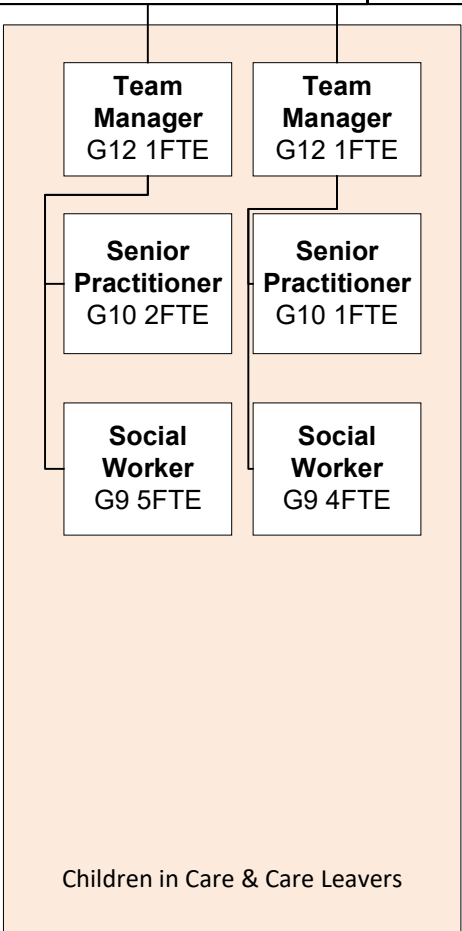 Team
Manager
G12 1FTE
Team
Manager
G12 1FTE
Senior
Practitioner
G10 2FTE
Senior
Practitioner
G10 1FTE
Social
Worker
G9 5FTE
Social
Worker
G9 4FTE
Children in Care & Care Leavers